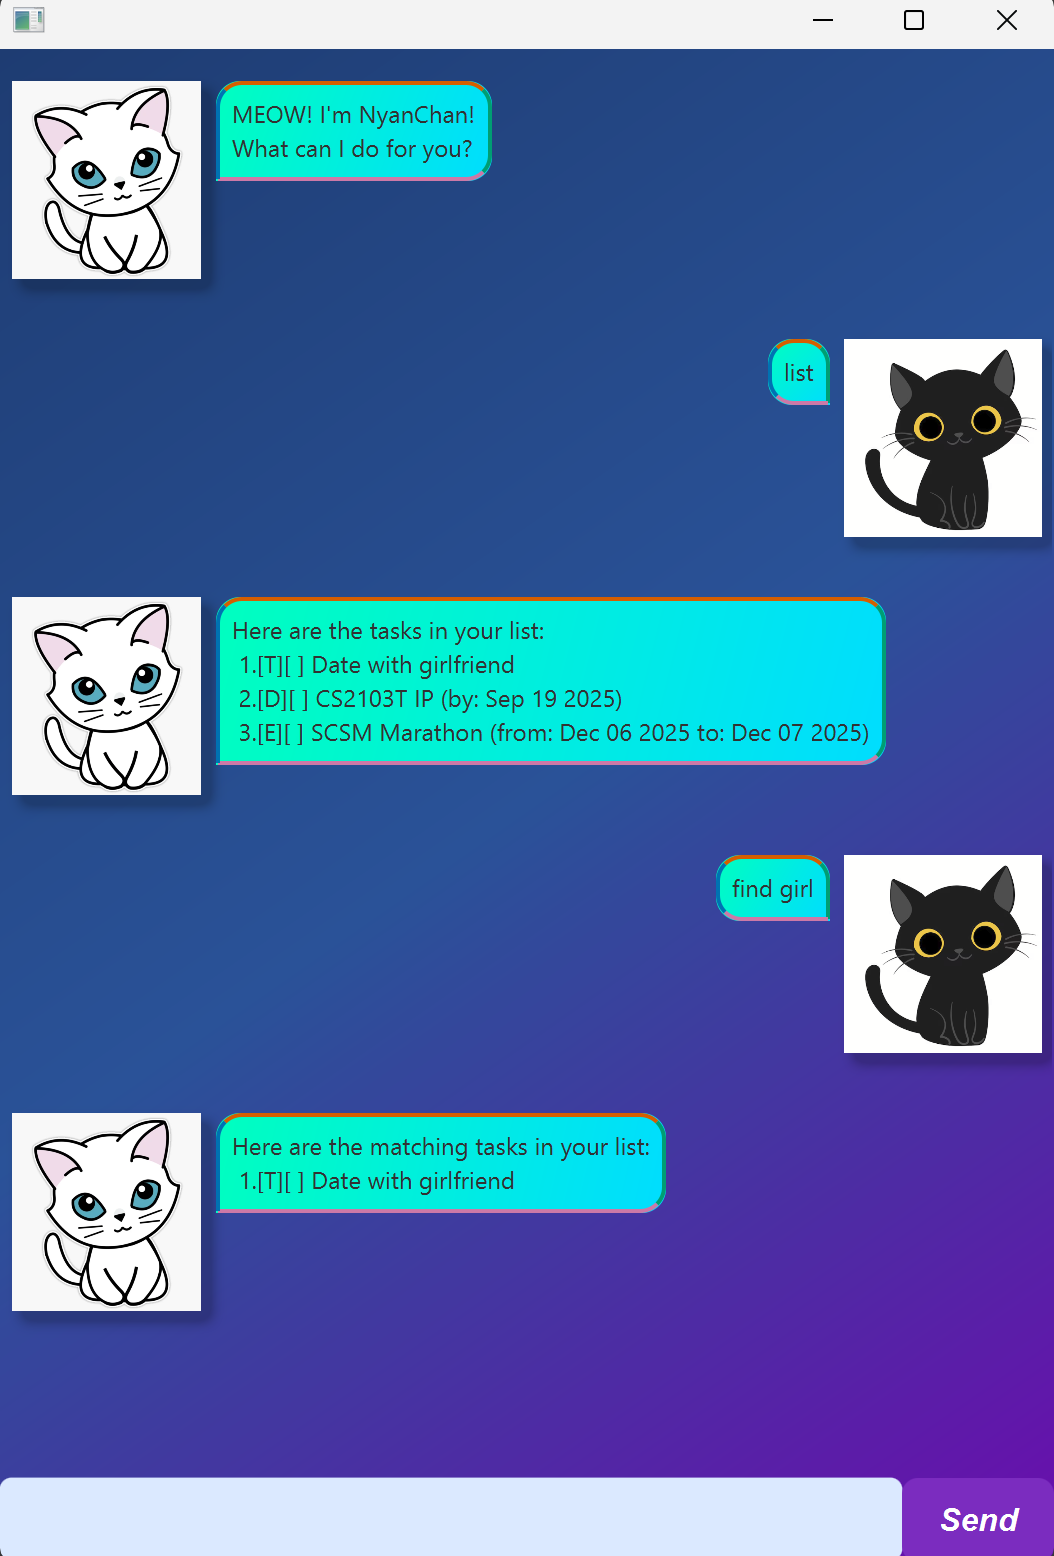 MEOW! I'm NyanChan!
What can I do for you?
list
Here are the tasks in your list:
1.[T][ ] Date with girlfriend
2.[D][ ] CS2103T IP (by: Sep 19 2025)
3.[E][ ] SCSM Marathon (from: Dec 06 2025 to: Dec 07 2025)
find girl
Here are the matching tasks in your list:
1.[T][ ] Date with girlfriend
Send